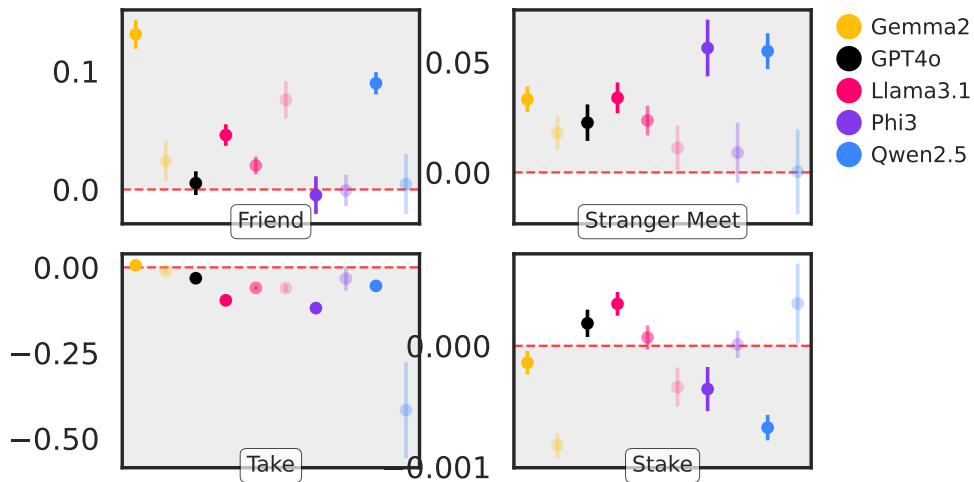 0.1
0.0
Friend
0.05
0.00
Stranger Meet
Gemma2
GPT4o
Llama3.1
Phi3
Qwen2.5
0.00
−0.25
−0.50
Take
0.000
−0.001
Stake